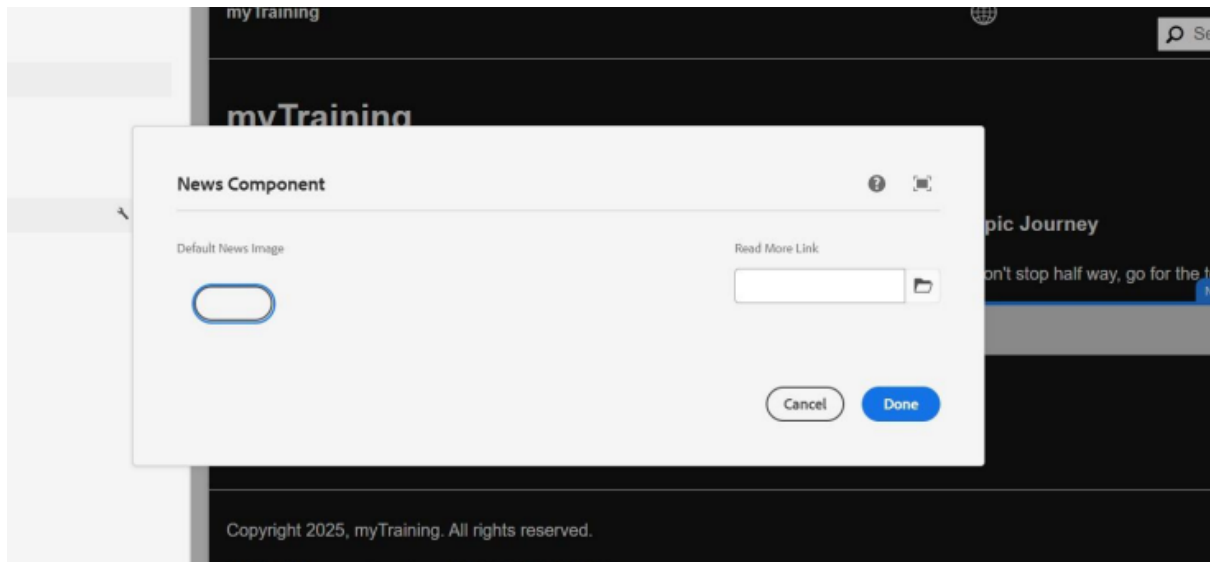 myTraining
Se
myTraining
News Component
Default News Image
Read More Link
pic Journey
on't stop half way, go for the t
N
Cancel
Done
Copyright 2025, myTraining. All rights reserved.